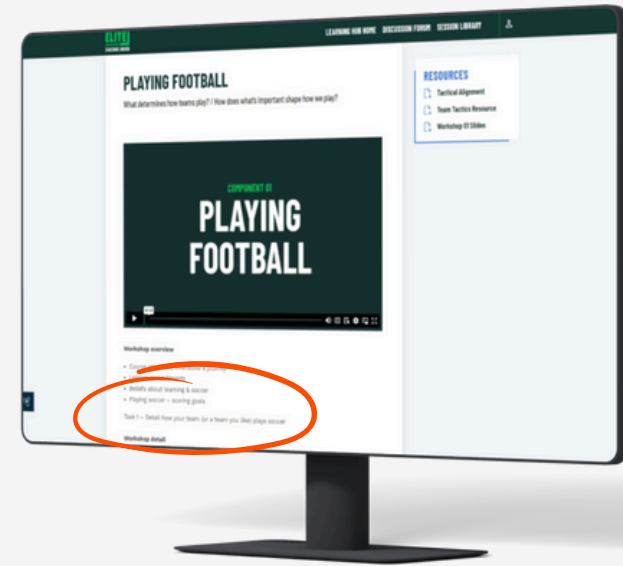 ELITE
LEARNING HUB HOME DISCUSSION FORUM SESSION LIBRARY
PLAYING FOOTBALL
What determines how teams play? / How does what's important shape how we play?
RESOURCES
Tactical Alignment
Team Tactics Resource
Workshop 01 Slides
COMPONENT 01
PLAYING
FOOTBALL
Workshop overview
Beliefs about learning & soccer
Playing soccer – scoring goals
Task 1 – Detail how your team (or a team you like) plays soccer
Workshop detail